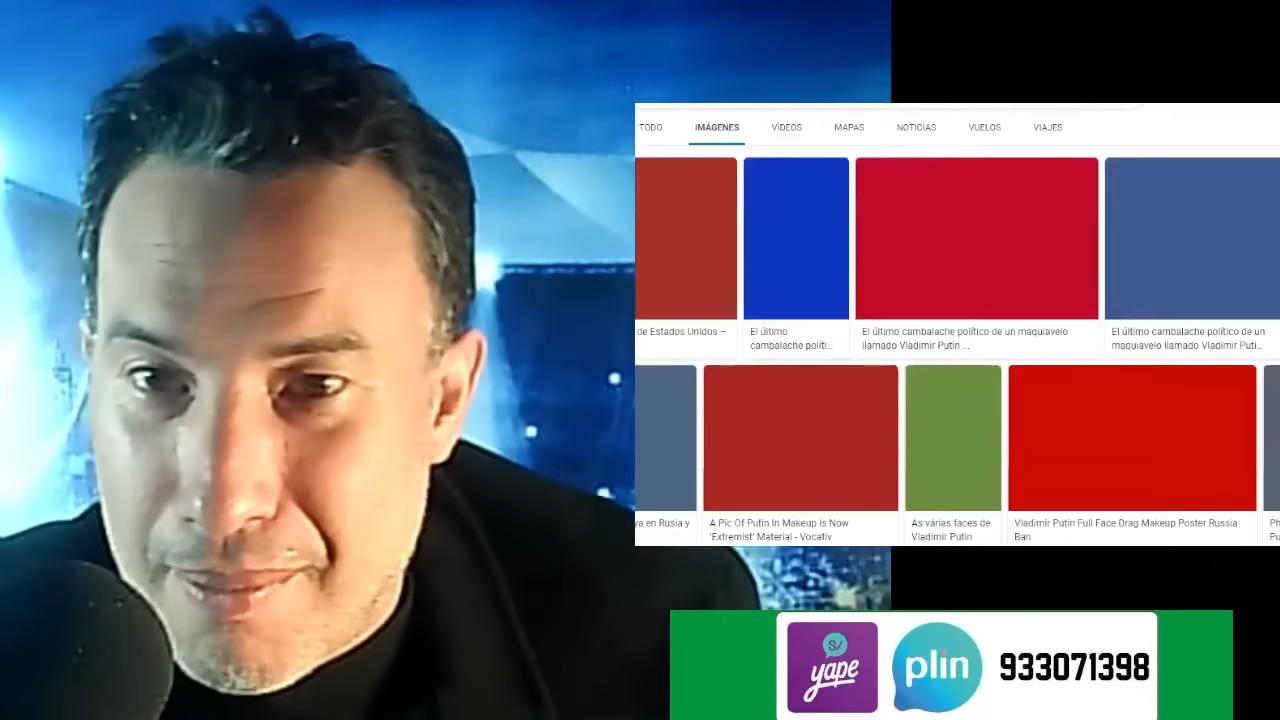 TODO IMÁGENES VÍDEOS MAPAS NOTICIAS VUELOS VIAJES
de Estados Unidos –
El último
cambalache políti...
El último cambalache político de un maquiavelo
llamado Vladimir Putin ...
El último cambalache político de un
maquiavelo llamado Vladimir Puti...
ya en Rusia y
A Pic Of Putin In Makeup Is Now
'Extremist' Material - Vocativ
As várias faces de
Vladimir Putin
Vladimir Putin Full Face Drag Makeup Poster Russia
Ban
Ph
Pu
S/
yape
plin
933071398